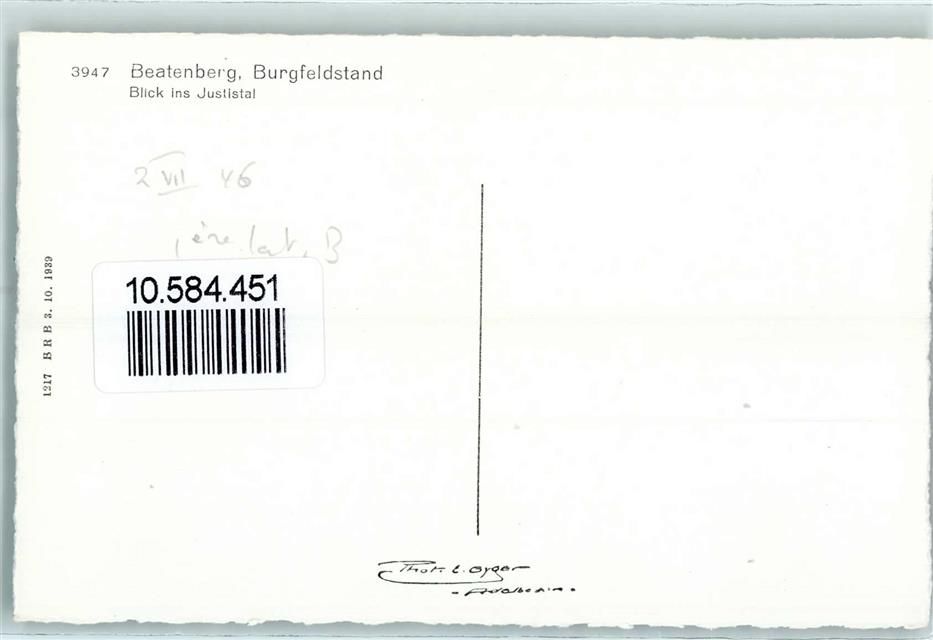 3947 Beatenberg, Burgfeldstand
Blick ins Justistal
2 VII 46
1217 BRB 3. 10. 1939
10.584.451
Phot. E. Gyger
- Adelboden -